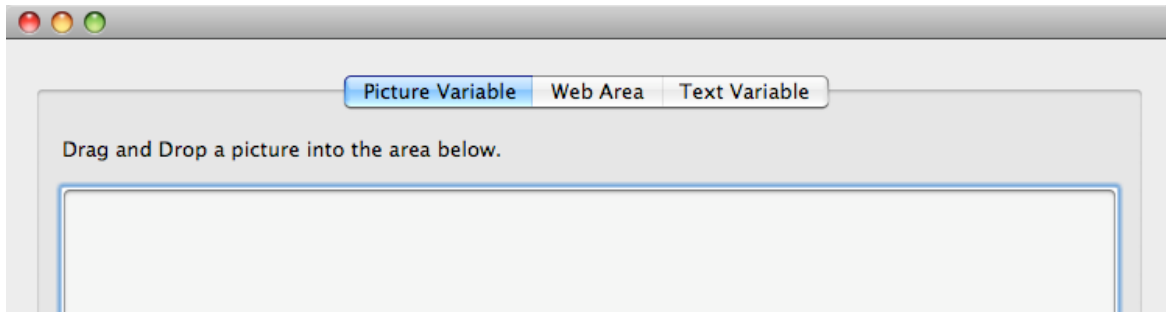 Picture Variable Web Area Text Variable
Drag and Drop a picture into the area below.